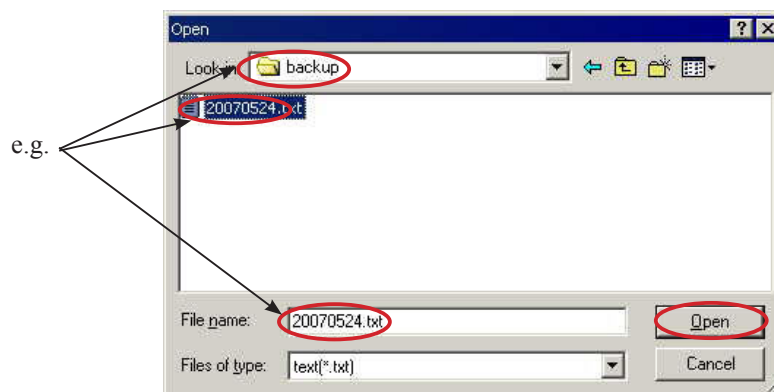 Open
Look in: backup
20070524.txt
e.g.
File name: 20070524.txt Open
Files of type: text(*.txt) Cancel